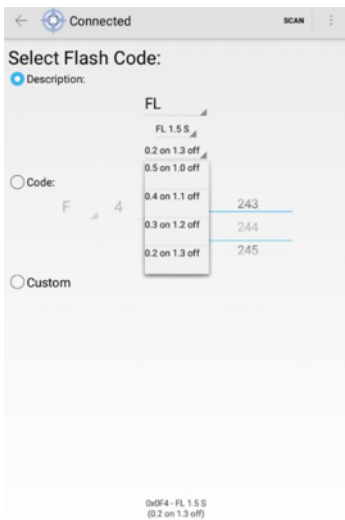 Connected
SCAN
Select Flash Code:
Description:
FL
FL 1.5 S
0.2 on 1.3 off
0.5 on 1.0 off
0.4 on 1.1 off
0.3 on 1.2 off
0.2 on 1.3 off
Code:
F 4
243
244
245
Custom
0x0F4 - FL 1.5 S
(0.2 on 1.3 off)